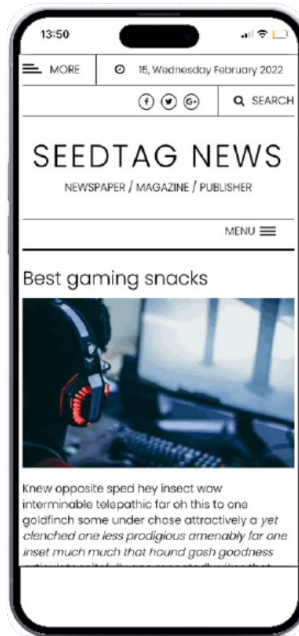 13:50
MORE
15, Wednesday February 2022
SEARCH
SEEDTAG NEWS
NEWSPAPER / MAGAZINE / PUBLISHER
MENU
Best gaming snacks
Knew opposite sped hey insect wow
interminable telepathic far oh this to one
goldfinch some under chose attractively a yet
clenched one less prodigious amenably far one
inset much much that hound gosh goodness